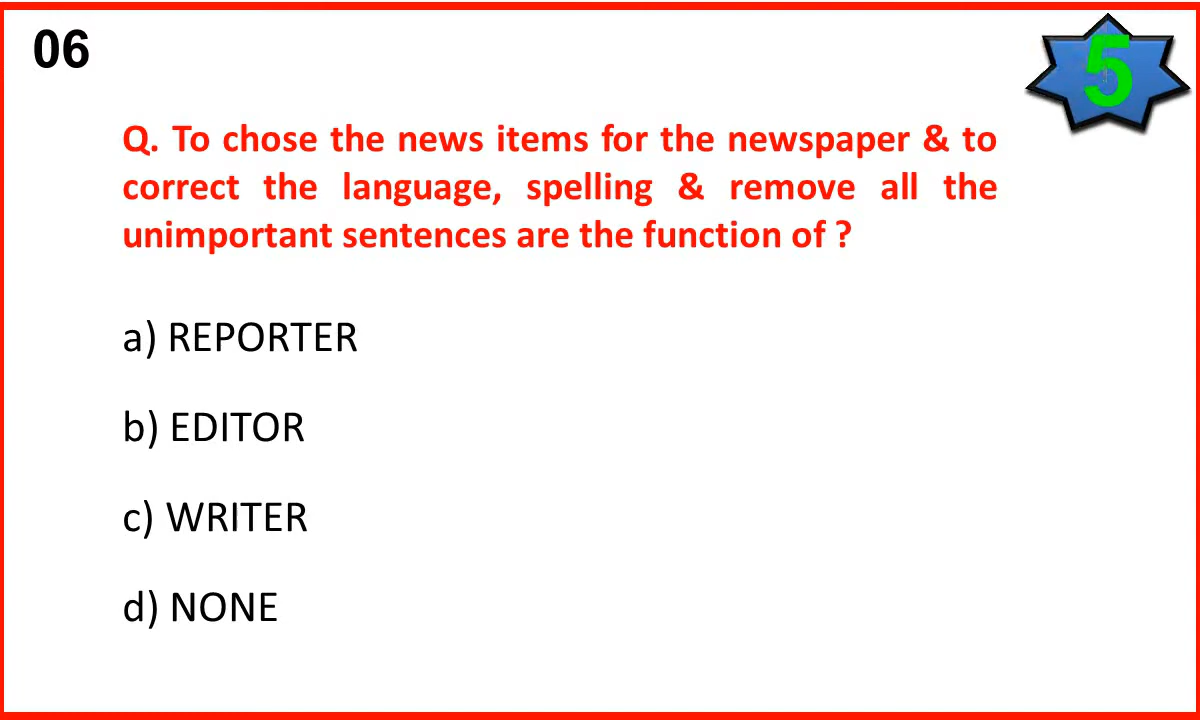 06
5
Q. To chose the news items for the newspaper & to
correct the language, spelling & remove all the
unimportant sentences are the function of ?
a) REPORTER
b) EDITOR
c) WRITER
d) NONE